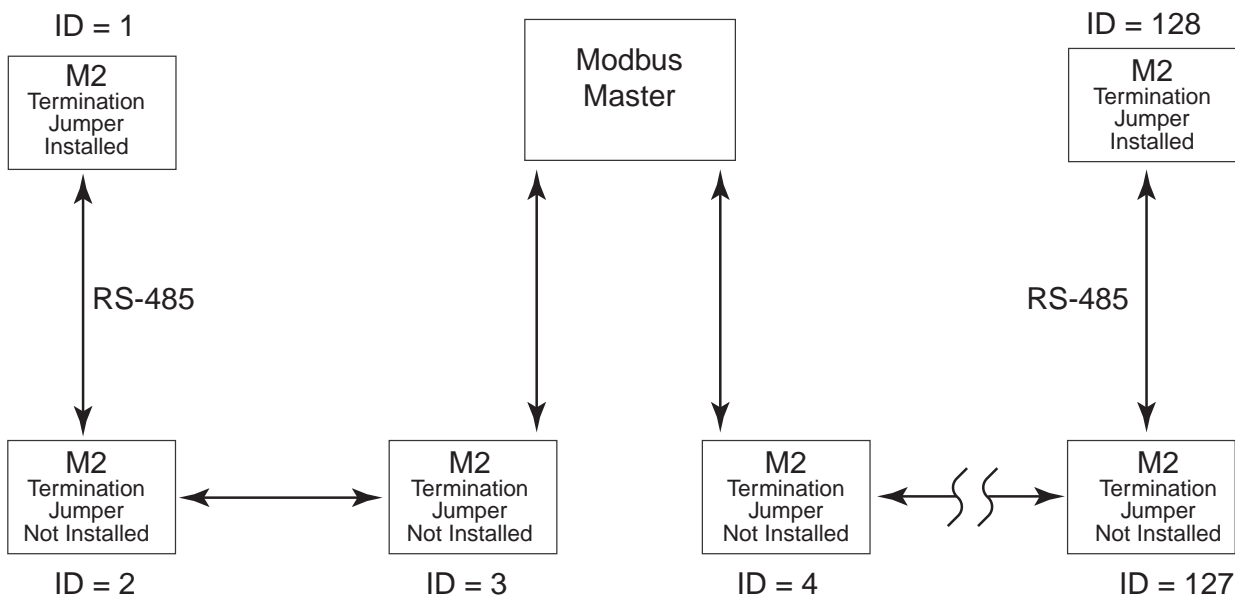 ID = 1
M2
Termination
Jumper
Installed
Modbus
Master
ID = 128
M2
Termination
Jumper
Installed
RS-485
RS-485
M2
Termination
Jumper
Not Installed
ID = 2
M2
Termination
Jumper
Not Installed
ID = 3
M2
Termination
Jumper
Not Installed
ID = 4
M2
Termination
Jumper
Not Installed
ID = 127